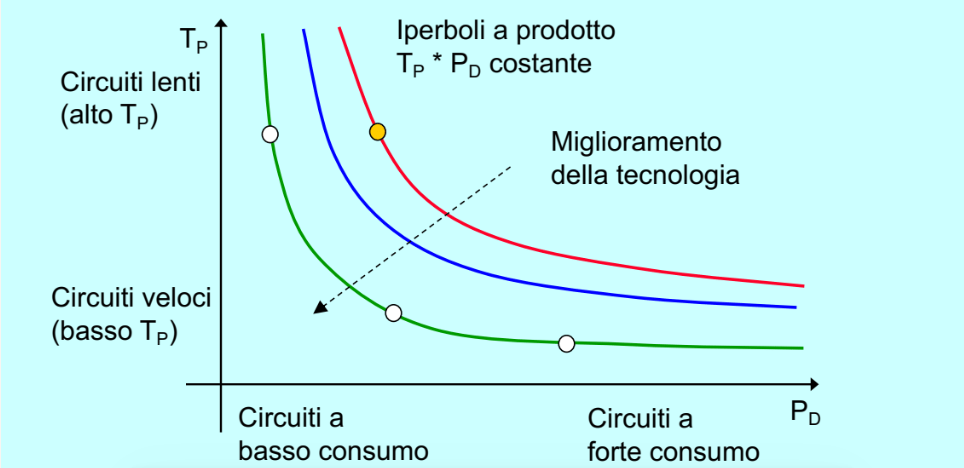 T_P
Iperboli a prodotto
T_P * P_D costante
Circuiti lenti
(alto T_P)
Miglioramento
della tecnologia
Circuiti veloci
(basso T_P)
P_D
Circuiti a
basso consumo
Circuiti a
forte consumo